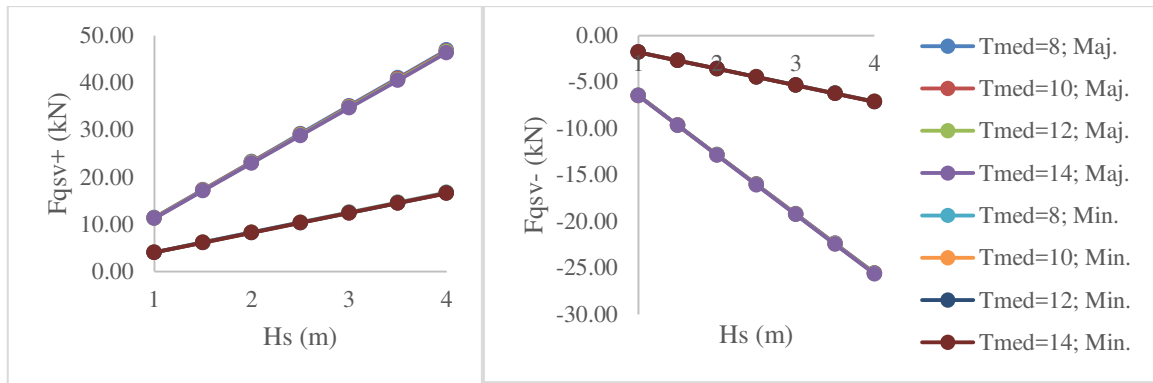 50.00
40.00
30.00
20.00
10.00
0.00
Fqsv+ (kN)
1 2 3 4
Hs (m)
0.00
-5.00
-10.00
-15.00
-20.00
-25.00
-30.00
Fqsv- (kN)
1 2 3 4
Hs (m)
Tmed=8; Maj.
Tmed=10; Maj.
Tmed=12; Maj.
Tmed=14; Maj.
Tmed=8; Min.
Tmed=10; Min.
Tmed=12; Min.
Tmed=14; Min.